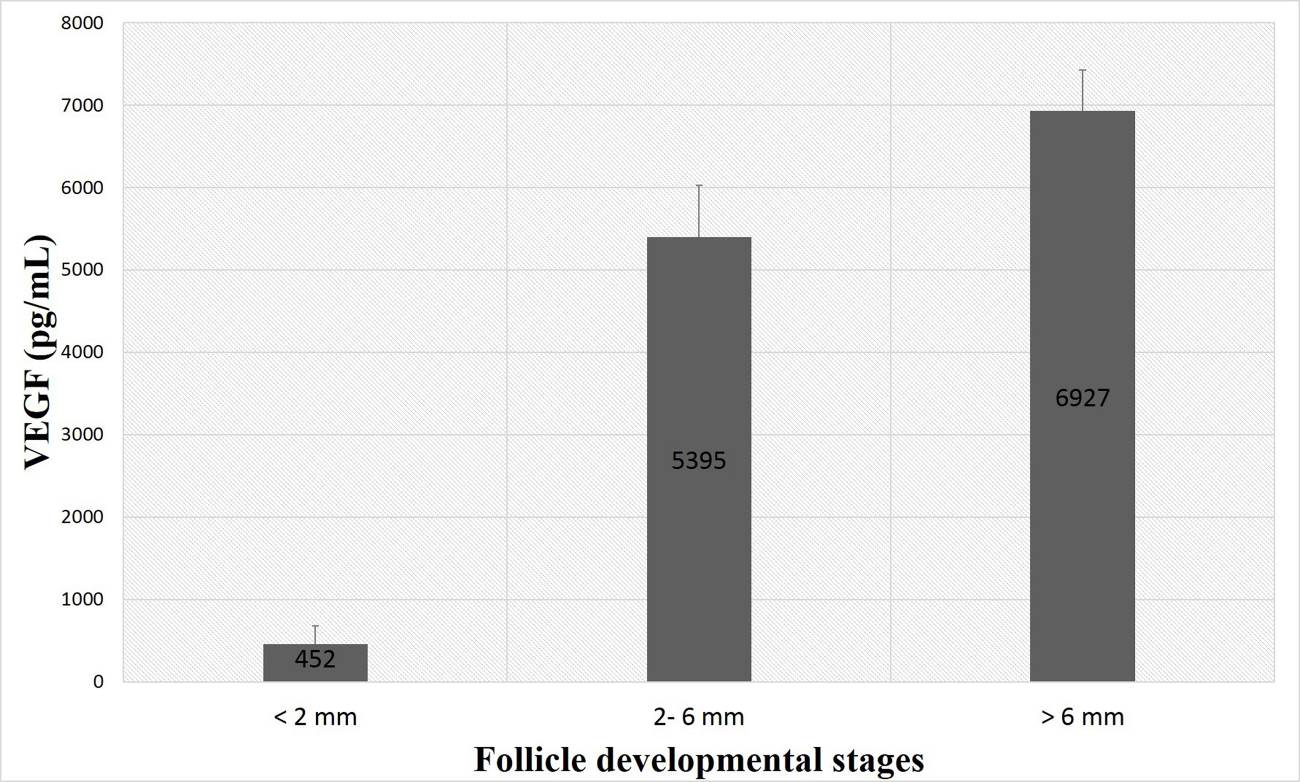 8000
7000
6000
5000
4000
3000
2000
1000
0
VEGF (pg/mL)
452
5395
6927
< 2 mm
2- 6 mm
> 6 mm
Follicle developmental stages